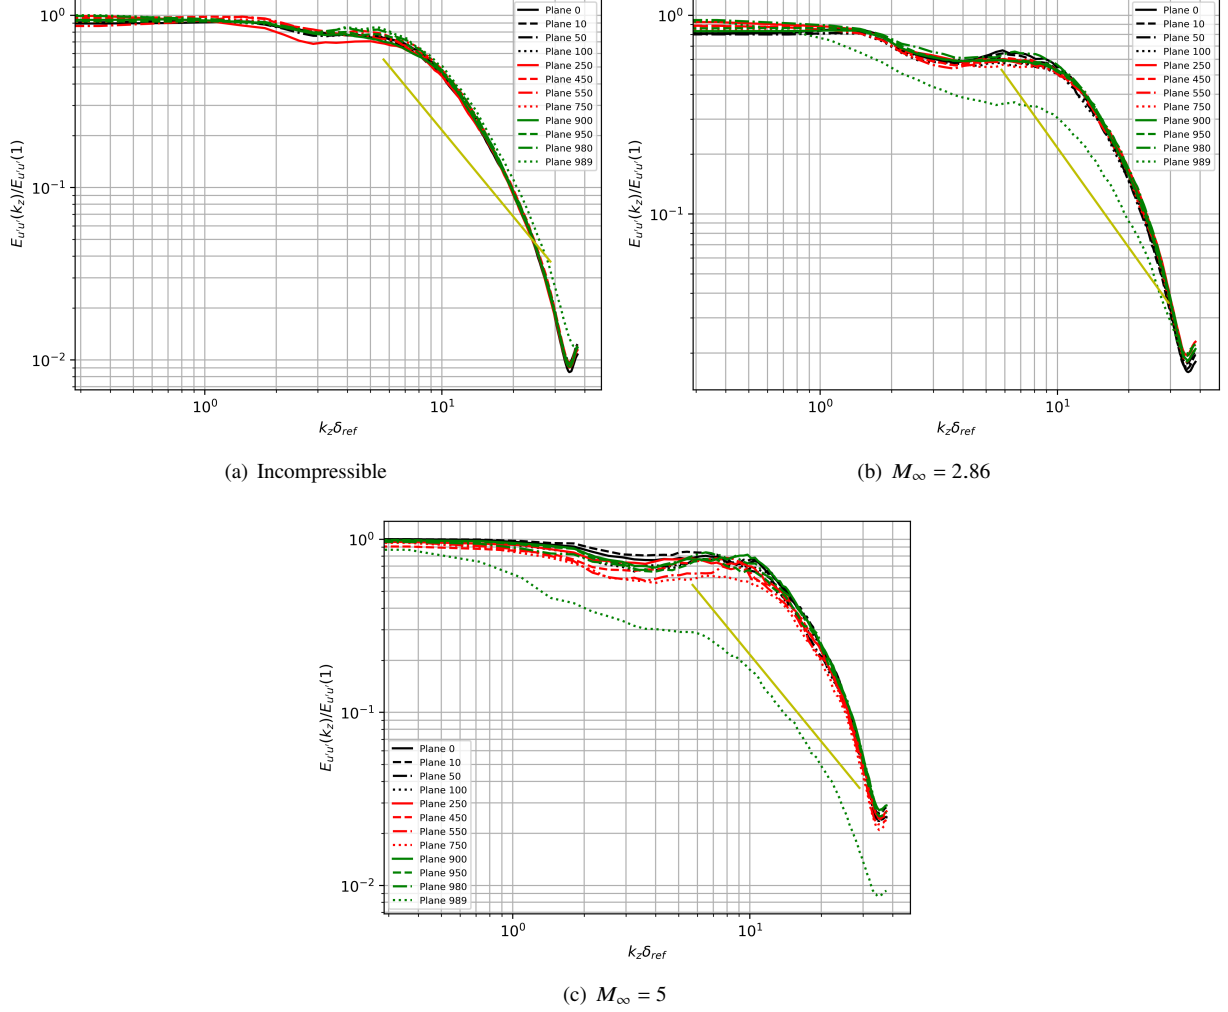 10^0
10^{-1}
10^{-2}
E_{u'u'}(k_z)/E_{u'u'}(1)
10^0
10^1
k_zδ_{ref}
Plane 0
Plane 10
Plane 50
Plane 100
Plane 250
Plane 450
Plane 550
Plane 750
Plane 900
Plane 950
Plane 980
Plane 989
(a) Incompressible
10^0
10^{-1}
E_{u'u'}(k_z)/E_{u'u'}(1)
10^0
10^1
k_zδ_{ref}
Plane 0
Plane 10
Plane 50
Plane 100
Plane 250
Plane 450
Plane 550
Plane 750
Plane 900
Plane 950
Plane 980
Plane 989
(b) M_∞ = 2.86
10^0
10^{-1}
10^{-2}
E_{u'u'}(k_z)/E_{u'u'}(1)
Plane 0
Plane 10
Plane 50
Plane 100
Plane 250
Plane 450
Plane 550
Plane 750
Plane 900
Plane 950
Plane 980
Plane 989
10^0
10^1
k_zδ_{ref}
(c) M_∞ = 5